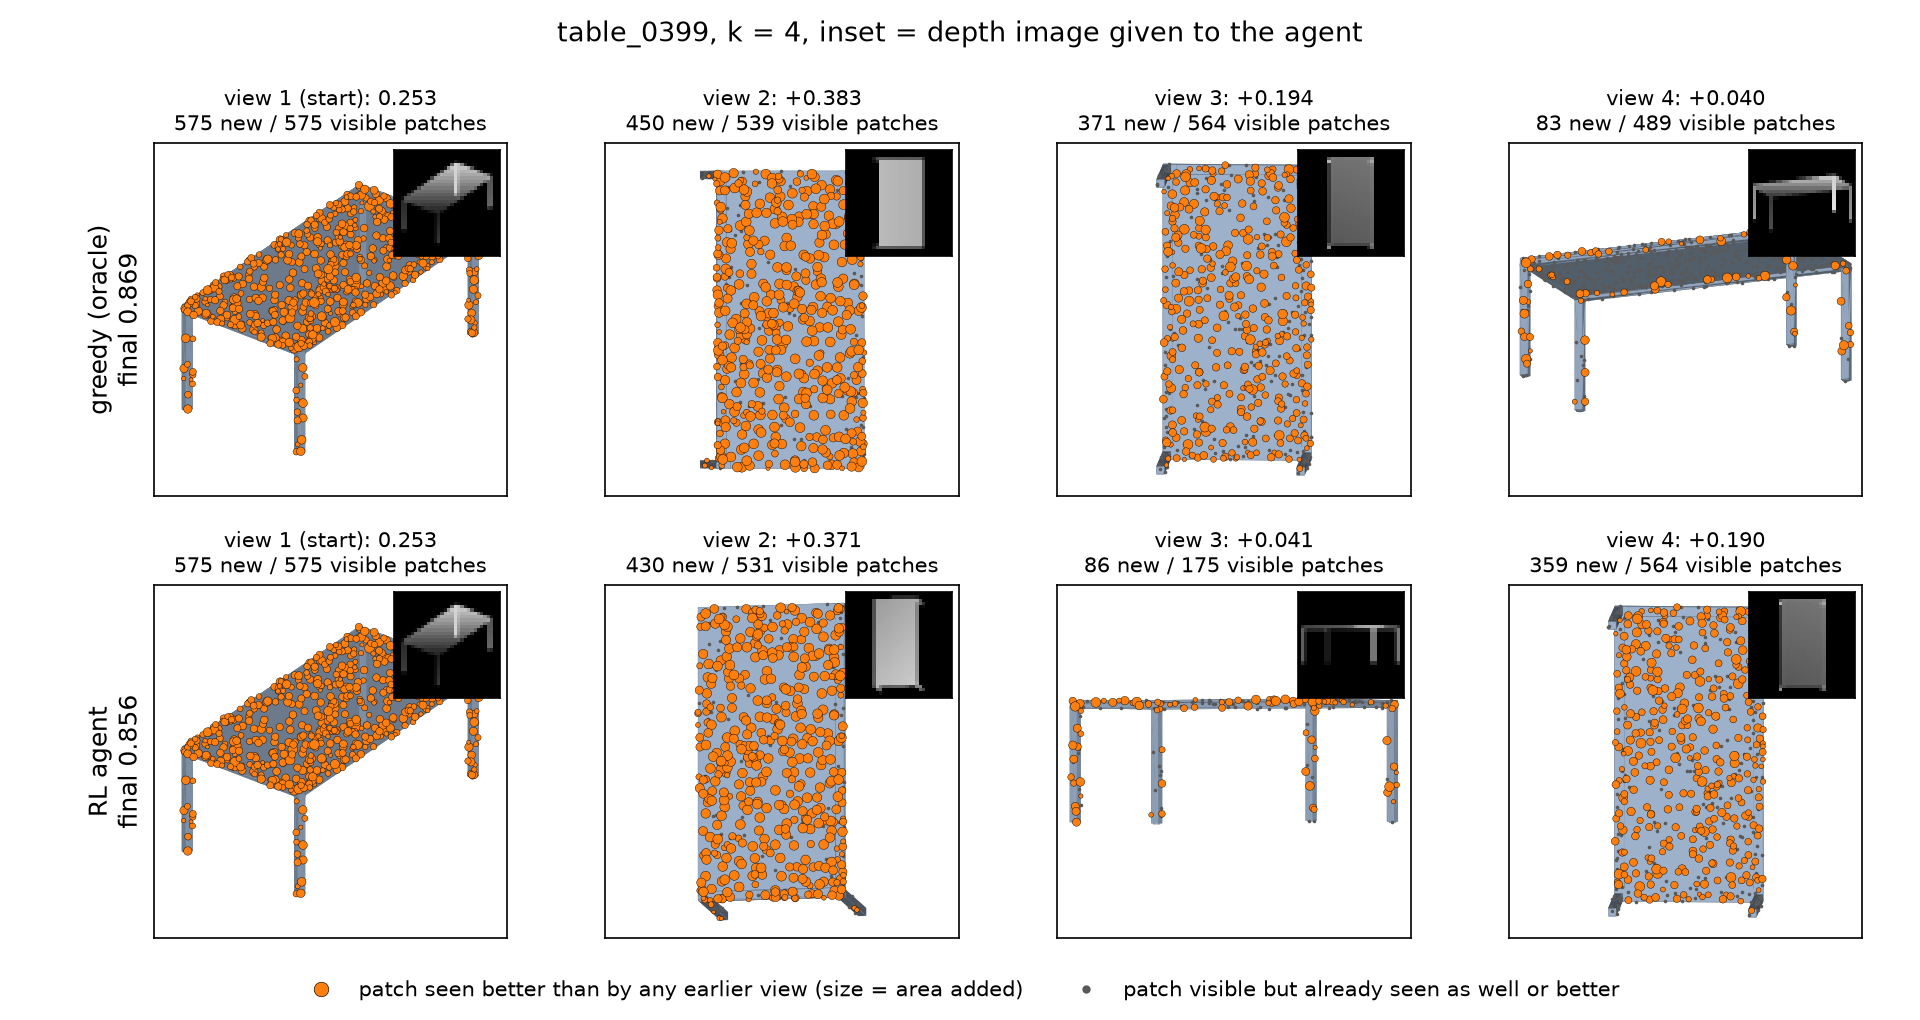 table_0399, k = 4, inset = depth image given to the agent
view 1 (start): 0.253
575 new / 575 visible patches
view 2: +0.383
450 new / 539 visible patches
view 3: +0.194
371 new / 564 visible patches
view 4: +0.040
83 new / 489 visible patches
greedy (oracle)
final 0.869
view 1 (start): 0.253
575 new / 575 visible patches
view 2: +0.371
430 new / 531 visible patches
view 3: +0.041
86 new / 175 visible patches
view 4: +0.190
359 new / 564 visible patches
RL agent
final 0.856
patch seen better than by any earlier view (size = area added)
patch visible but already seen as well or better